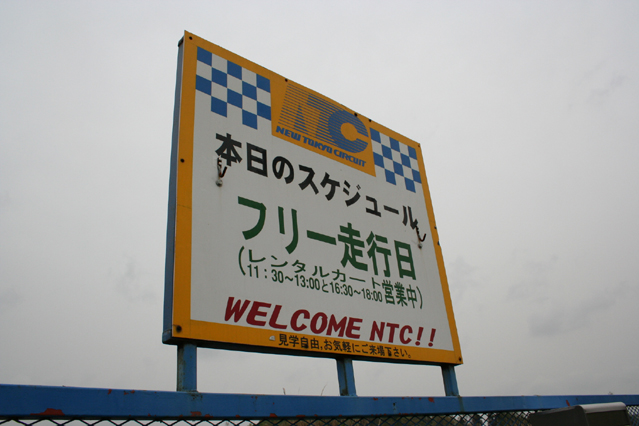 NTC
NEW TOKYO CIRCUIT
本日のスケジュール
フリー走行日
(レンタルカート営業中)
11:30~13:00と16:30~18:00
WELCOME NTC!!
見学自由,お気軽にご来場下さい。